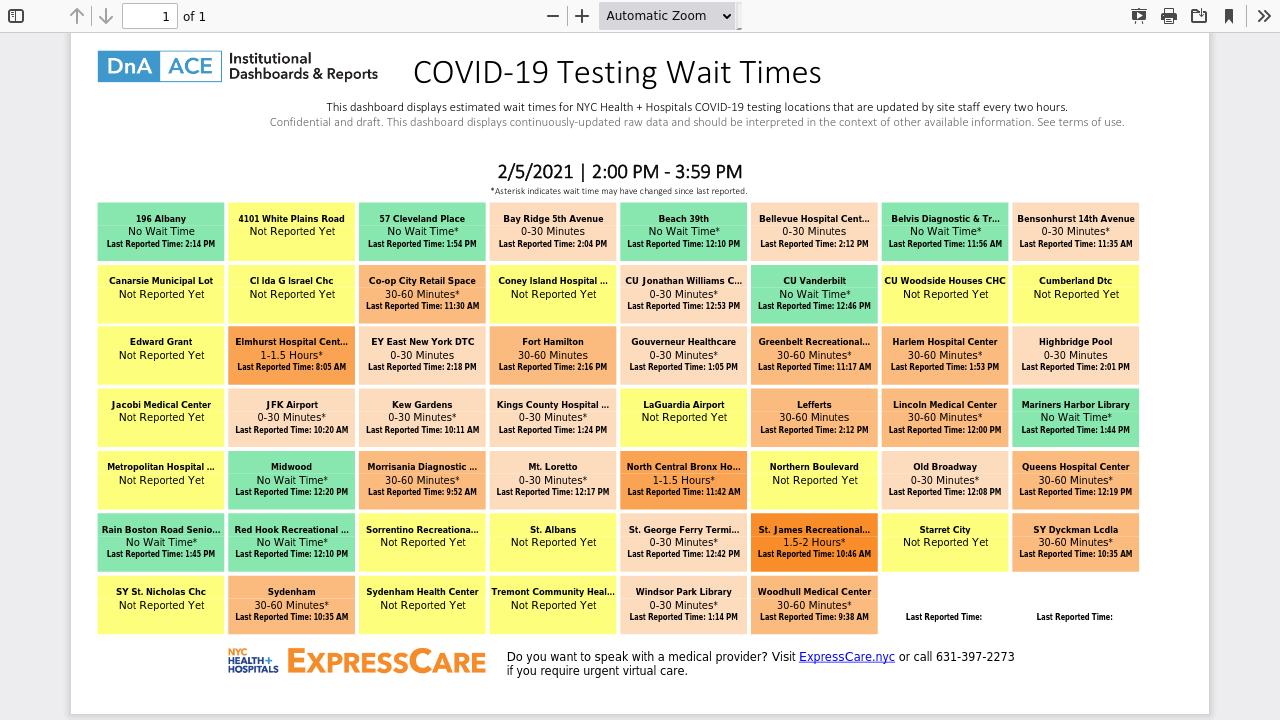 1 of 1 Automatic Zoom
DnA ACE Institutional
Dashboards & Reports
COVID-19 Testing Wait Times
This dashboard displays estimated wait times for NYC Health + Hospitals COVID-19 testing locations that are updated by site staff every two hours.
Confidential and draft. This dashboard displays continuously-updated raw data and should be interpreted in the context of other available information. See terms of use.
2/5/2021 | 2:00 PM - 3:59 PM
*Asterisk indicates wait time may have changed since last reported.
196 Albany
No Wait Time
Last Reported Time: 2:14 PM
4101 White Plains Road
Not Reported Yet
57 Cleveland Place
No Wait Time*
Last Reported Time: 1:54 PM
Bay Ridge 5th Avenue
0-30 Minutes
Last Reported Time: 2:04 PM
Beach 39th
No Wait Time*
Last Reported Time: 12:10 PM
Bellevue Hospital Cent...
0-30 Minutes
Last Reported Time: 2:12 PM
Belvis Diagnostic & Tr...
No Wait Time*
Last Reported Time: 11:56 AM
Bensonhurst 14th Avenue
0-30 Minutes*
Last Reported Time: 11:35 AM
Canarsie Municipal Lot
Not Reported Yet
CI Ida G Israel Chc
Not Reported Yet
Co-op City Retail Space
30-60 Minutes*
Last Reported Time: 11:30 AM
Coney Island Hospital ...
Not Reported Yet
CU Jonathan Williams C...
0-30 Minutes*
Last Reported Time: 12:53 PM
CU Vanderbilt
No Wait Time*
Last Reported Time: 12:46 PM
CU Woodside Houses CHC
Not Reported Yet
Cumberland Dtc
Not Reported Yet
Edward Grant
Not Reported Yet
Elmhurst Hospital Cent...
1-1.5 Hours*
Last Reported Time: 8:05 AM
EY East New York DTC
0-30 Minutes
Last Reported Time: 2:18 PM
Fort Hamilton
30-60 Minutes
Last Reported Time: 2:16 PM
Gouverneur Healthcare
0-30 Minutes*
Last Reported Time: 1:05 PM
Greenbelt Recreational...
30-60 Minutes*
Last Reported Time: 11:17 AM
Harlem Hospital Center
30-60 Minutes*
Last Reported Time: 1:53 PM
Highbridge Pool
0-30 Minutes
Last Reported Time: 2:01 PM
Jacobi Medical Center
Not Reported Yet
JFK Airport
0-30 Minutes*
Last Reported Time: 10:20 AM
Kew Gardens
0-30 Minutes*
Last Reported Time: 10:11 AM
Kings County Hospital ...
0-30 Minutes*
Last Reported Time: 1:24 PM
LaGuardia Airport
Not Reported Yet
Lefferts
30-60 Minutes
Last Reported Time: 2:12 PM
Lincoln Medical Center
30-60 Minutes*
Last Reported Time: 12:00 PM
Mariners Harbor Library
No Wait Time*
Last Reported Time: 1:44 PM
Metropolitan Hospital ...
Not Reported Yet
Midwood
No Wait Time*
Last Reported Time: 12:20 PM
Morrisania Diagnostic ...
30-60 Minutes*
Last Reported Time: 9:52 AM
Mt. Loretto
0-30 Minutes*
Last Reported Time: 12:17 PM
North Central Bronx Ho...
1-1.5 Hours*
Last Reported Time: 11:42 AM
Northern Boulevard
Not Reported Yet
Old Broadway
0-30 Minutes*
Last Reported Time: 12:08 PM
Queens Hospital Center
30-60 Minutes*
Last Reported Time: 12:19 PM
Rain Boston Road Senio...
No Wait Time*
Last Reported Time: 1:45 PM
Red Hook Recreational ...
No Wait Time*
Last Reported Time: 12:10 PM
Sorrentino Recreationa...
Not Reported Yet
St. Albans
Not Reported Yet
St. George Ferry Termi...
0-30 Minutes*
Last Reported Time: 12:42 PM
St. James Recreational...
1.5-2 Hours*
Last Reported Time: 10:46 AM
Starret City
Not Reported Yet
SY Dyckman Lcdla
30-60 Minutes*
Last Reported Time: 10:35 AM
SY St. Nicholas Chc
Not Reported Yet
Sydenham
30-60 Minutes*
Last Reported Time: 10:35 AM
Sydenham Health Center
Not Reported Yet
Tremont Community Heal...
Not Reported Yet
Windsor Park Library
0-30 Minutes*
Last Reported Time: 1:14 PM
Woodhull Medical Center
30-60 Minutes*
Last Reported Time: 9:38 AM
Last Reported Time:
Last Reported Time:
NYC
HEALTH+
HOSPITALS
EXPRESSCARE
Do you want to speak with a medical provider? Visit ExpressCare.nyc or call 631-397-2273
if you require urgent virtual care.